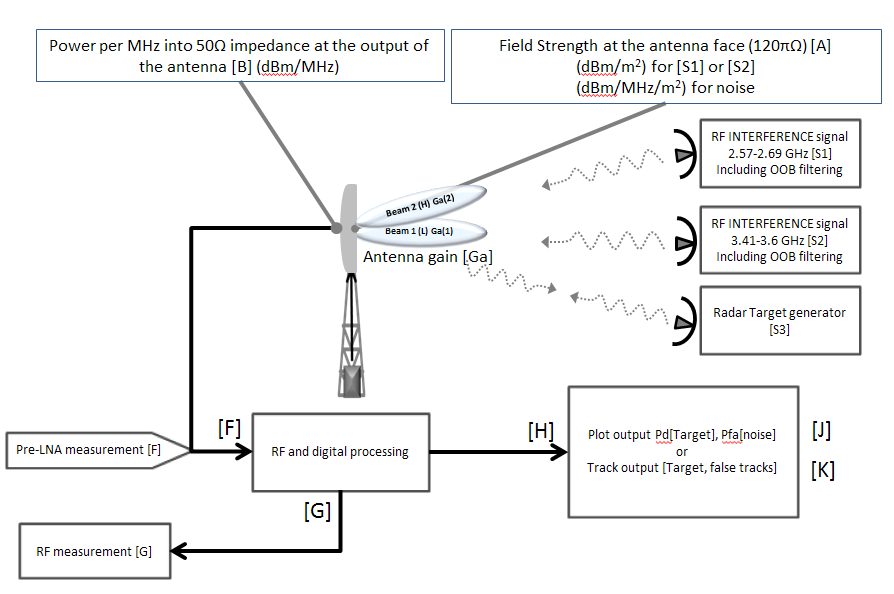 Power per MHz into 50Ω impedance at the output of
the antenna [B] (dBm/MHz)
Field Strength at the antenna face (120πΩ) [A]
(dBm/m²) for [S1] or [S2]
(dBm/MHz/m²) for noise
RF INTERFERENCE signal
2.57-2.69 GHz [S1]
Including OOB filtering
Beam 2 (H) Ga(2)
Beam 1 (L) Ga(1)
Antenna gain [Ga]
RF INTERFERENCE signal
3.41-3.6 GHz [S2]
Including OOB filtering
Radar Target generator
[S3]
Pre-LNA measurement [F]
[F]
RF and digital processing
[H]
Plot output Pd[Target], Pfa[noise]
or
Track output [Target, false tracks]
[J]
[K]
[G]
RF measurement [G]